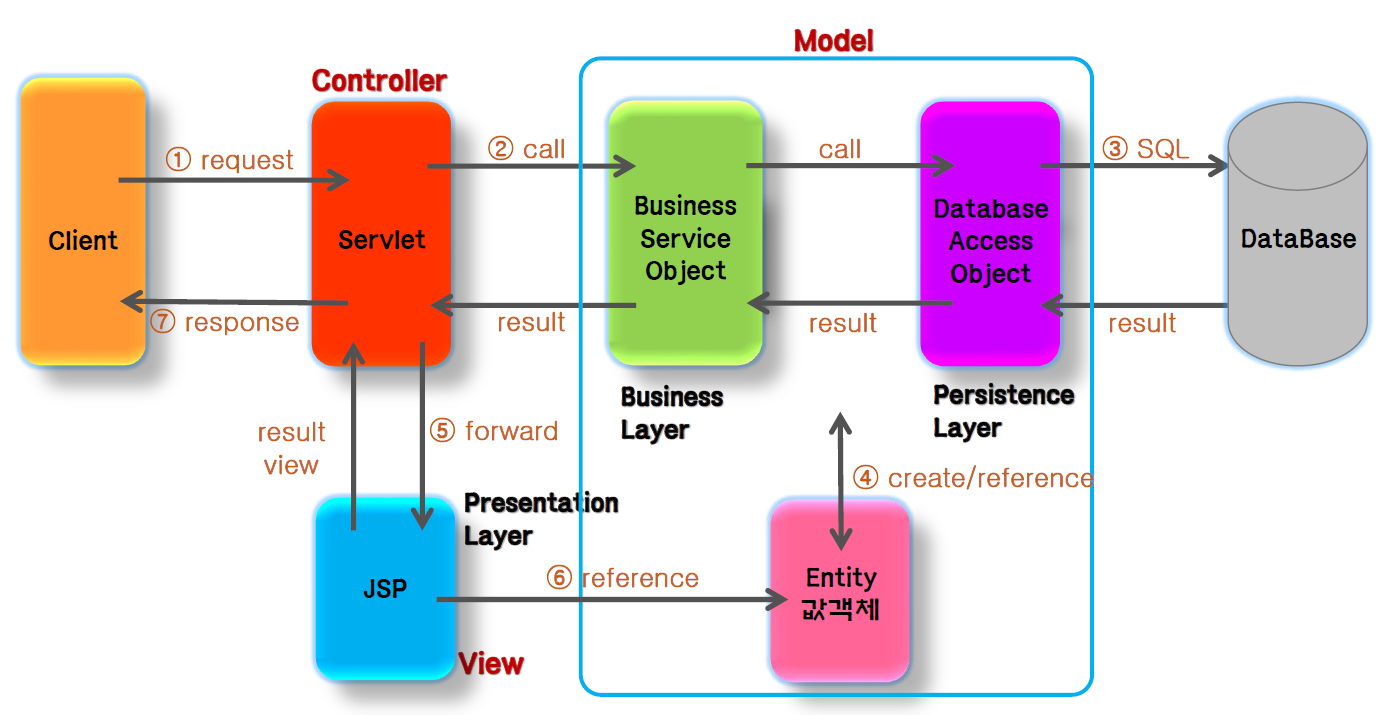 Model
Controller
① request
② call
call
③ SQL
Client
Servlet
Business
Service
Object
Database
Access
Object
DataBase
⑦ response
result
result
result
Business
Layer
Persistence
Layer
result
view
⑤ forward
④ create/reference
Presentation
Layer
JSP
⑥ reference
Entity
값객체
View